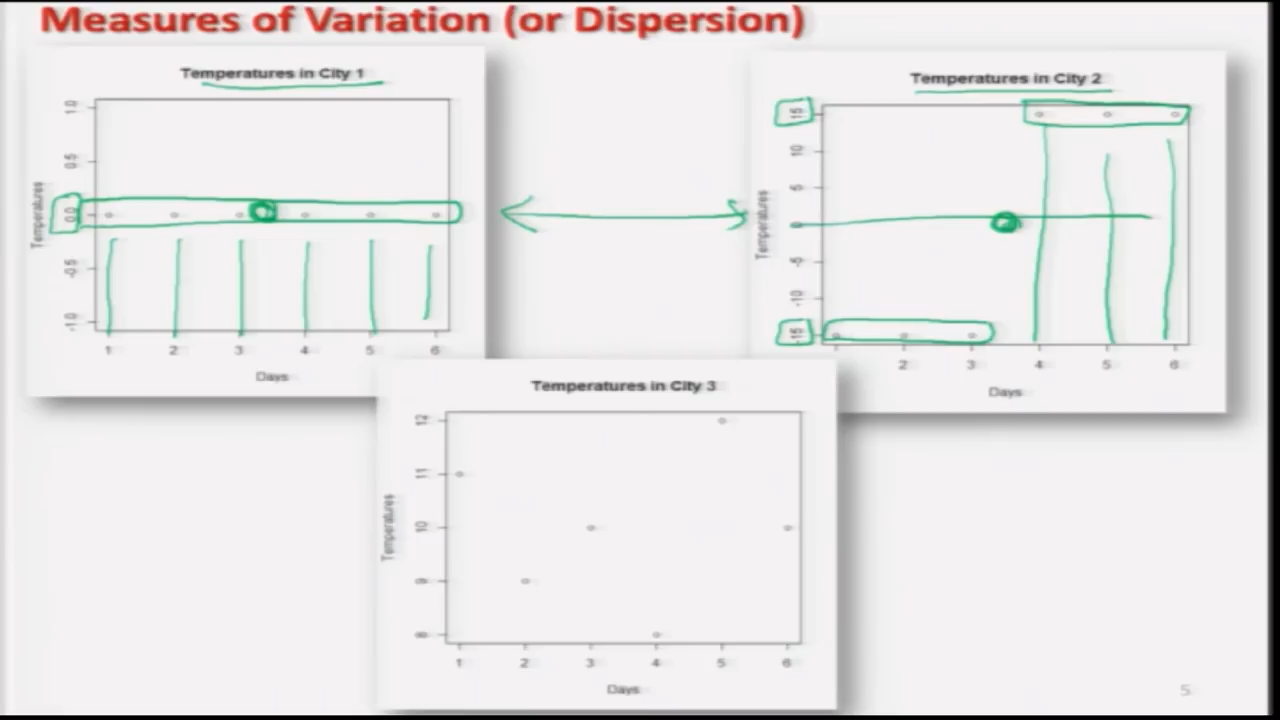 Measures of Variation (or Dispersion)
Temperatures in City 1
Temperatures
1.0
0.5
0.0
-0.5
-1.0
1 2 3 4 5 6
Days
Temperatures in City 2
Temperatures
15
10
5
0
-5
-10
-15
2 3 4 5 6
Days
Temperatures in City 3
Temperatures
12
11
10
9
8
1 2 3 4 5 6
Days
5